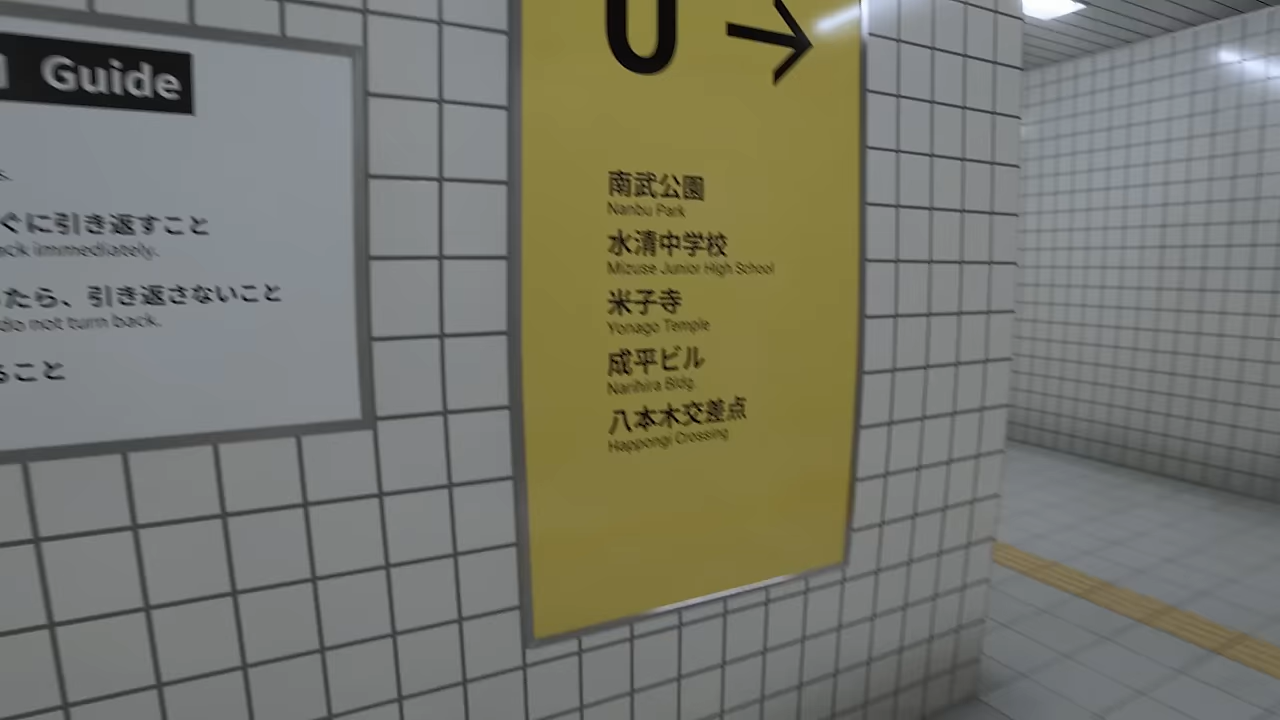 Guide
s.
ぐに引き返すこと
ck immediately.
たら、引き返さないこと
do not turn back.
ること
0 →
南武公園
Nanbu Park
水清中学校
Mizuse Junior High School
米子寺
Yonago Temple
成平ビル
Narihira Bldg.
八本木交差点
Happongi Crossing